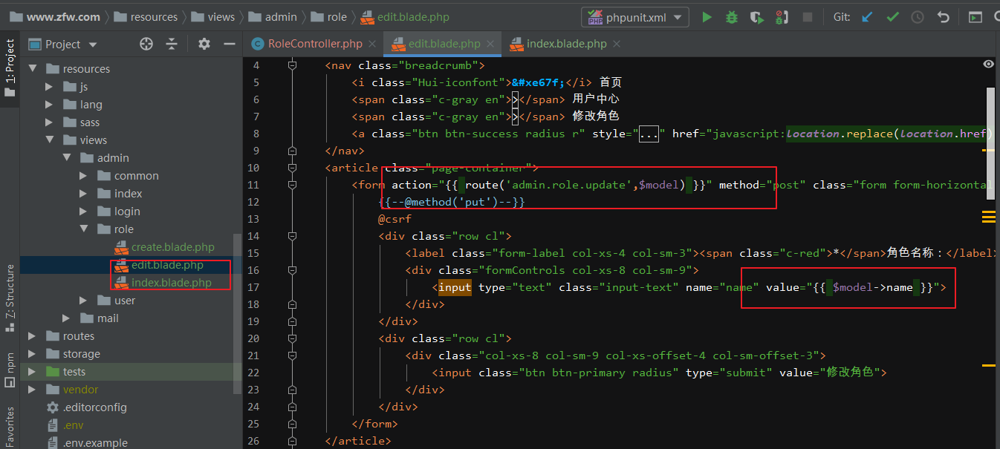 www.zfw.com resources views admin role edit.blade.php phpunit.xml Git:
Project RoleController.php edit.blade.php index.blade.php
1: Project
Z: Structure
npm
Favorites
resources
js
lang
sass
views
admin
common
index
login
role
create.blade.php
edit.blade.php
index.blade.php
user
mail
routes
storage
tests
vendor
.editorconfig
.env
.env.example
4 <nav class="breadcrumb">
5 <i class="Hui-iconfont">&#xe67f;</i> 首页
6 <span class="c-gray en">></span> 用户中心
7 <span class="c-gray en">></span> 修改角色
8 <a class="btn btn-success radius r" style="..." href="javascript:location.replace(location.href)
9 </nav>
10 <article class="page-container">
11 <form action="{{ route('admin.role.update',$model) }}" method="post" class="form form-horizontal
12 {{--@method('put')--}}
13 @csrf
14 <div class="row cl">
15 <label class="form-label col-xs-4 col-sm-3"><span class="c-red">*</span>角色名称：</label>
16 <div class="formControls col-xs-8 col-sm-9">
17 <input type="text" class="input-text" name="name" value="{{ $model->name }}">
18 </div>
19 </div>
20 <div class="row cl">
21 <div class="col-xs-8 col-sm-9 col-xs-offset-4 col-sm-offset-3">
22 <input class="btn btn-primary radius" type="submit" value="修改角色">
23 </div>
24 </div>
25 </form>
26 </article>